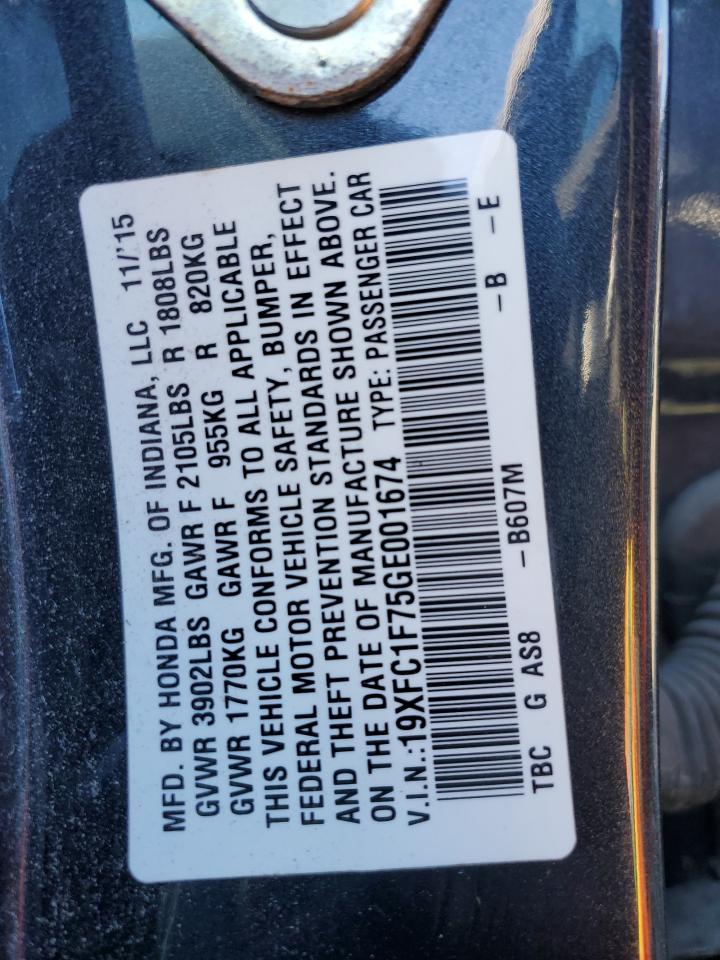 MFD. BY HONDA MFG. OF INDIANA, LLC 11/'15
GVWR 3902LBS GAWR F 2105LBS R 1808LBS
GVWR 1770KG GAWR F 955KG R 820KG
THIS VEHICLE CONFORMS TO ALL APPLICABLE
FEDERAL MOTOR VEHICLE SAFETY, BUMPER,
AND THEFT PREVENTION STANDARDS IN EFFECT
ON THE DATE OF MANUFACTURE SHOWN ABOVE.
V.I.N.:19XFC1F75GE001674 TYPE: PASSENGER CAR
TBC G AS8 -B607M -B -E